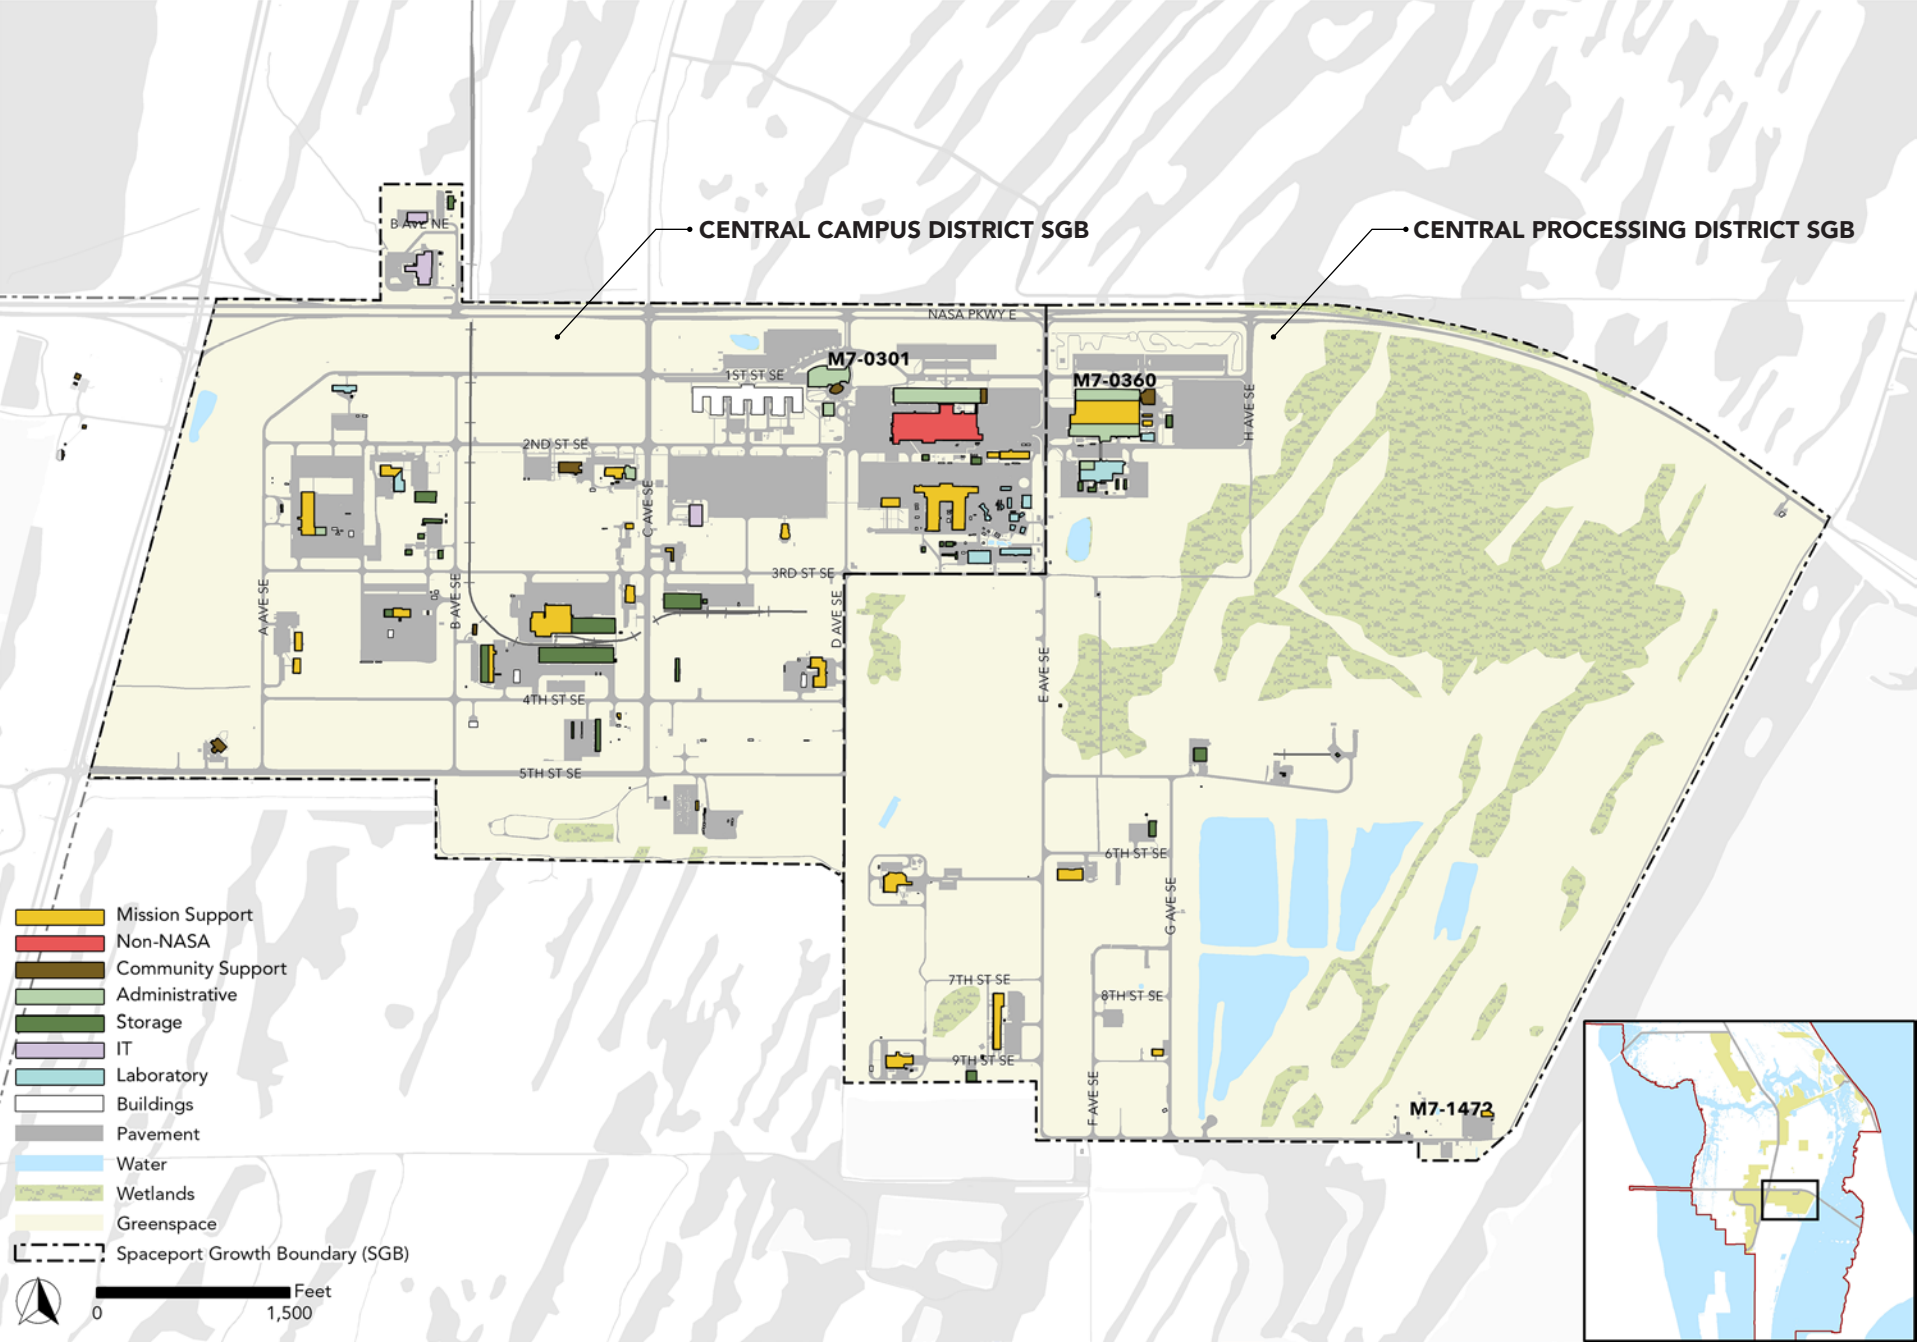 B AVE NE
CENTRAL CAMPUS DISTRICT SGB
CENTRAL PROCESSING DISTRICT SGB
NASA PKWY E
M7-0301
1ST ST SE
M7-0360
H AVE SE
2ND ST SE
C AVE SE
3RD ST SE
A AVE SE
B AVE SE
D AVE SE
E AVE SE
4TH ST SE
5TH ST SE
6TH ST SE
G AVE SE
7TH ST SE
8TH ST SE
9TH ST SE
F AVE SE
M7-1472
Mission Support
Non-NASA
Community Support
Administrative
Storage
IT
Laboratory
Buildings
Pavement
Water
Wetlands
Greenspace
Spaceport Growth Boundary (SGB)
Feet
0 1,500